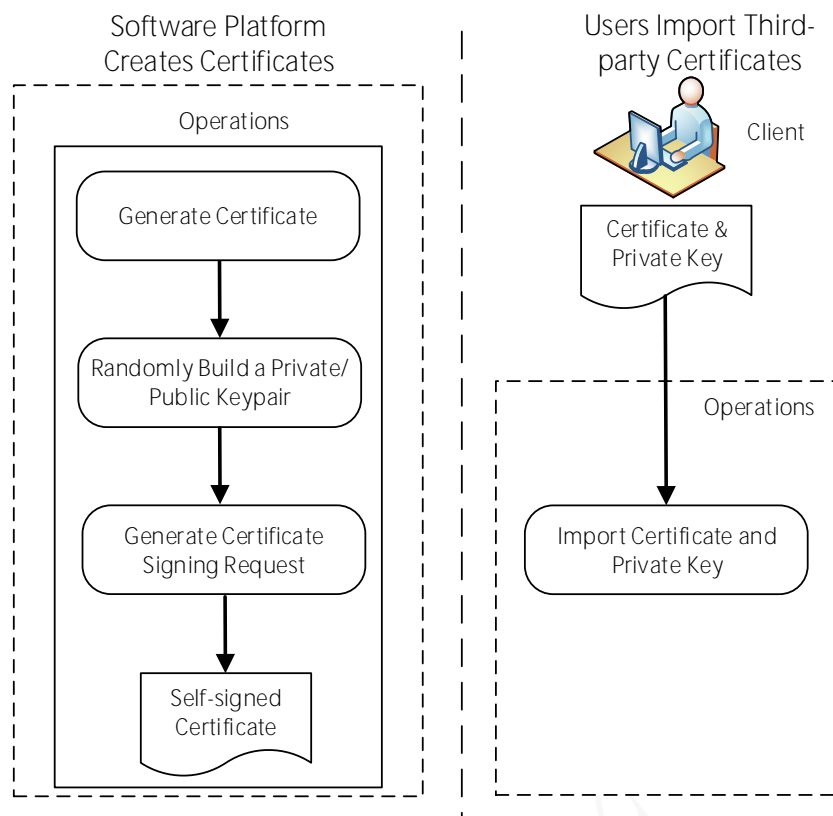 Software Platform
Creates Certificates
Operations
Generate Certificate
Randomly Build a Private/
Public Keypair
Generate Certificate
Signing Request
Self-signed
Certificate
Users Import Third-
party Certificates
Client
Certificate &
Private Key
Operations
Import Certificate and
Private Key